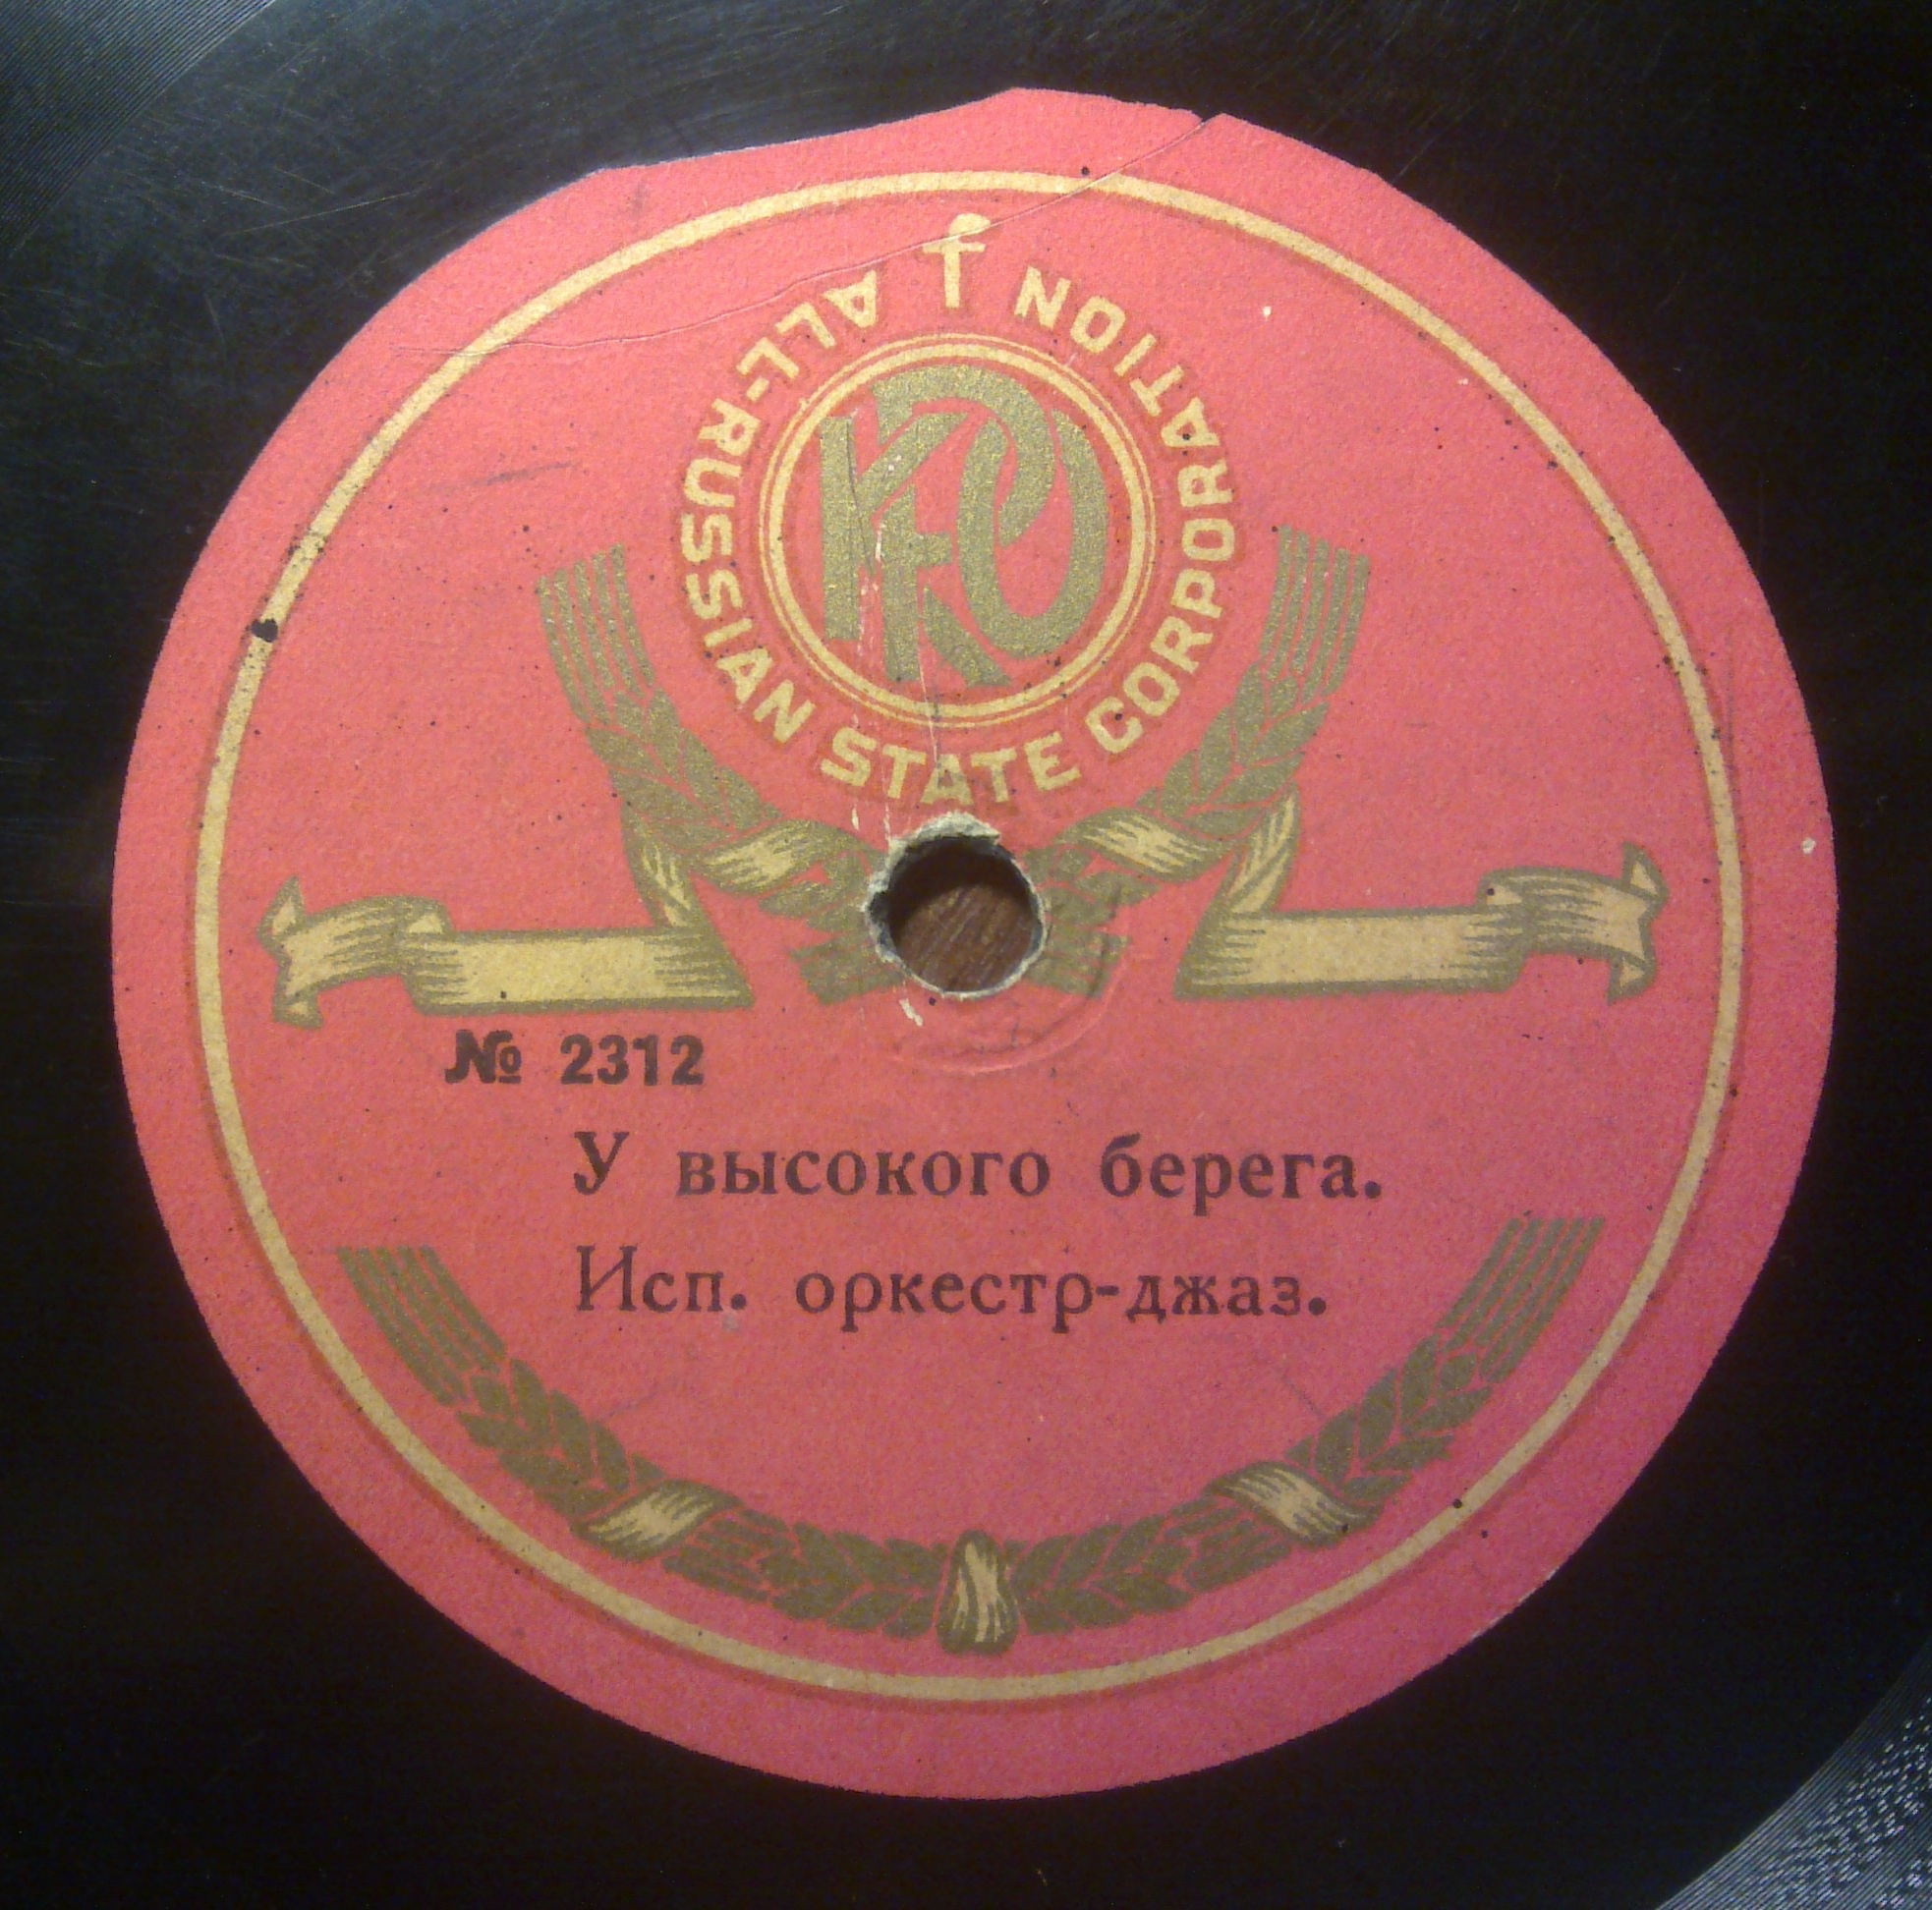 ALL-RUSSIAN STATE CORPORATION
№ 2312
У высокого берега.
Исп. оркестр-джаз.